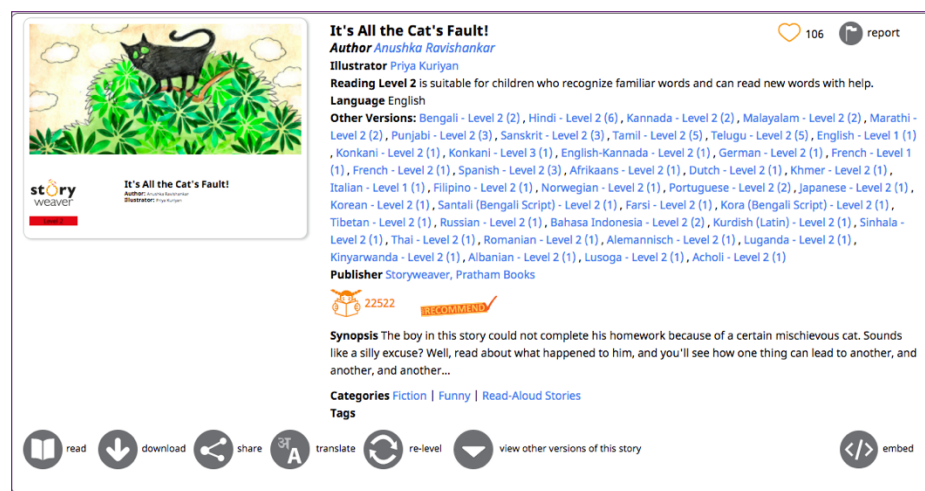 It's All the Cat's Fault!
106
report
Author Anushka Ravishankar
Illustrator Priya Kuriyan
Reading Level 2 is suitable for children who recognize familiar words and can read new words with help.
Language English
Other Versions: Bengali - Level 2 (2) , Hindi - Level 2 (6) , Kannada - Level 2 (2) , Malayalam - Level 2 (2) , Marathi -
Level 2 (2) , Punjabi - Level 2 (3) , Sanskrit - Level 2 (3) , Tamil - Level 2 (5) , Telugu - Level 2 (5) , English - Level 1 (1)
, Konkani - Level 2 (1) , Konkani - Level 3 (1) , English-Kannada - Level 2 (1) , German - Level 2 (1) , French - Level 1
(1) , French - Level 2 (1) , Spanish - Level 2 (3) , Afrikaans - Level 2 (1) , Dutch - Level 2 (1) , Khmer - Level 2 (1) ,
Italian - Level 1 (1) , Filipino - Level 2 (1) , Norwegian - Level 2 (1) , Portuguese - Level 2 (2) , Japanese - Level 2 (1) ,
Korean - Level 2 (1) , Santali (Bengali Script) - Level 2 (1) , Farsi - Level 2 (1) , Kora (Bengali Script) - Level 2 (1) ,
Tibetan - Level 2 (1) , Russian - Level 2 (1) , Bahasa Indonesia - Level 2 (2) , Kurdish (Latin) - Level 2 (1) , Sinhala -
Level 2 (1) , Thai - Level 2 (1) , Romanian - Level 2 (1) , Alemannisch - Level 2 (1) , Luganda - Level 2 (1) ,
Kinyarwanda - Level 2 (1) , Albanian - Level 2 (1) , Lusoga - Level 2 (1) , Acholi - Level 2 (1)
Publisher Storyweaver, Pratham Books
story
weaver
It's All the Cat's Fault!
Author: Anushka Ravishankar
Illustrator: Priya Kuriyan
Level 2
22522
RECOMMEND
Synopsis The boy in this story could not complete his homework because of a certain mischievous cat. Sounds
like a silly excuse? Well, read about what happened to him, and you'll see how one thing can lead to another, and
another, and another...
Categories Fiction | Funny | Read-Aloud Stories
Tags
read
download
share
अ A
translate
re-level
view other versions of this story
</> embed